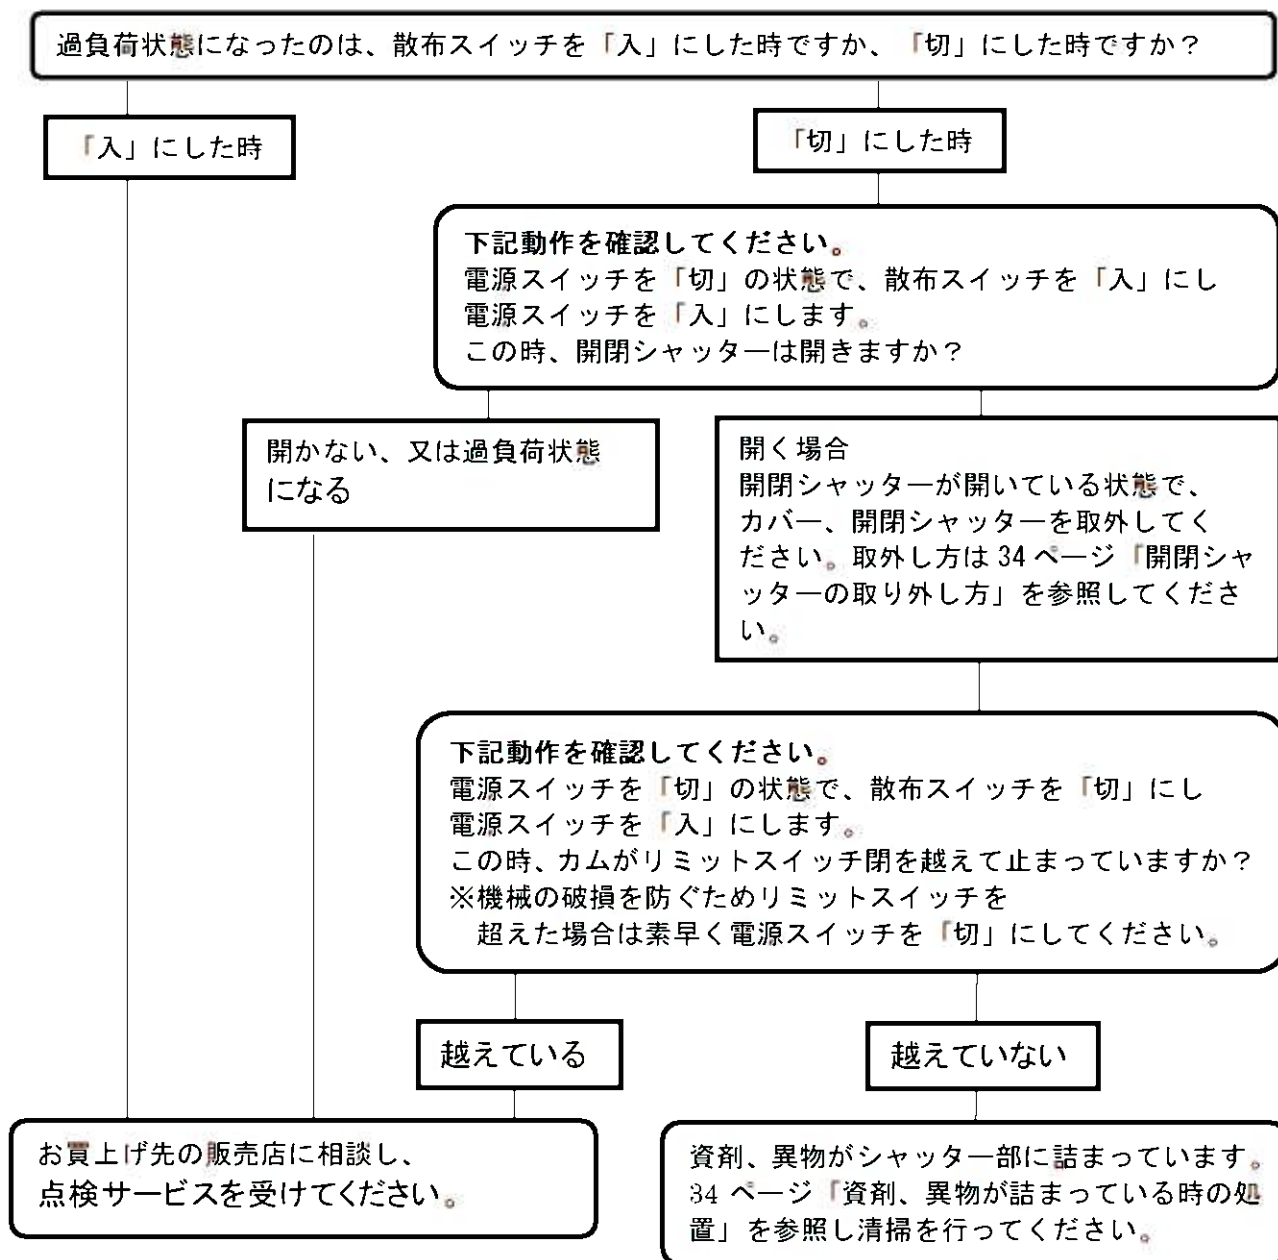 過負荷状態になったのは、散布スイッチを「入」にした時ですか、「切」にした時ですか？
「入」にした時
「切」にした時
下記動作を確認してください。
電源スイッチを「切」の状態で、散布スイッチを「入」にし
電源スイッチを「入」にします。
この時、開閉シャッターは開きますか？
開かない、又は過負荷状態
になる
開く場合
開閉シャッターが開いている状態で、
カバー、開閉シャッターを取外してく
ださい。取外し方は 34 ページ「開閉シャ
ッターの取り外し方」を参照してくださ
い。
下記動作を確認してください。
電源スイッチを「切」の状態で、散布スイッチを「切」にし
電源スイッチを「入」にします。
この時、カムがリミットスイッチ閉を越えて止まっていますか？
※機械の破損を防ぐためリミットスイッチを
超えた場合は素早く電源スイッチを「切」にしてください。
越えている
越えていない
お買上げ先の販売店に相談し、
点検サービスを受けてください。
資剤、異物がシャッター部に詰まっています。
34 ページ「資剤、異物が詰まっている時の処
置」を参照し清掃を行ってください。